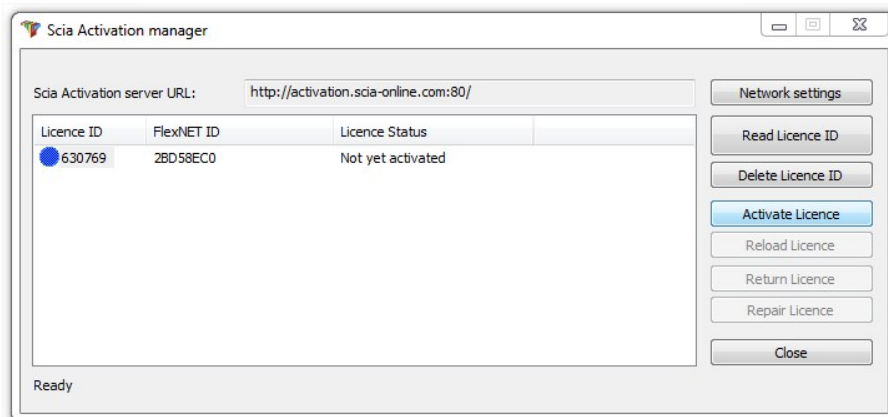 Scia Activation manager
Scia Activation server URL: http://activation.scia-online.com:80/
Network settings
Licence ID FlexNET ID Licence Status
630769 2BD58EC0 Not yet activated
Read Licence ID
Delete Licence ID
Activate Licence
Reload Licence
Return Licence
Repair Licence
Close
Ready